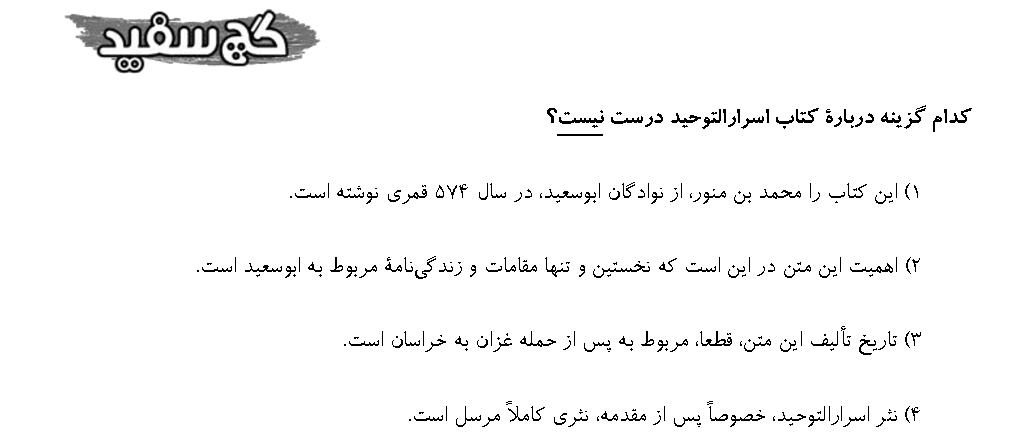 گچ سفید
کدام گزینه دربارهٔ کتاب اسرارالتوحید درست نیست؟
۱) این کتاب را محمد بن منور، از نوادگان ابوسعید، در سال ۵۷۴ قمری نوشته است.
۲) اهمیت این متن در این است که نخستین و تنها مقامات و زندگی‌نامهٔ مربوط به ابوسعید است.
۳) تاریخ تألیف این متن، قطعا، مربوط به پس از حمله غزان به خراسان است.
۴) نثر اسرارالتوحید، خصوصاً پس از مقدمه، نثری کاملاً مرسل است.